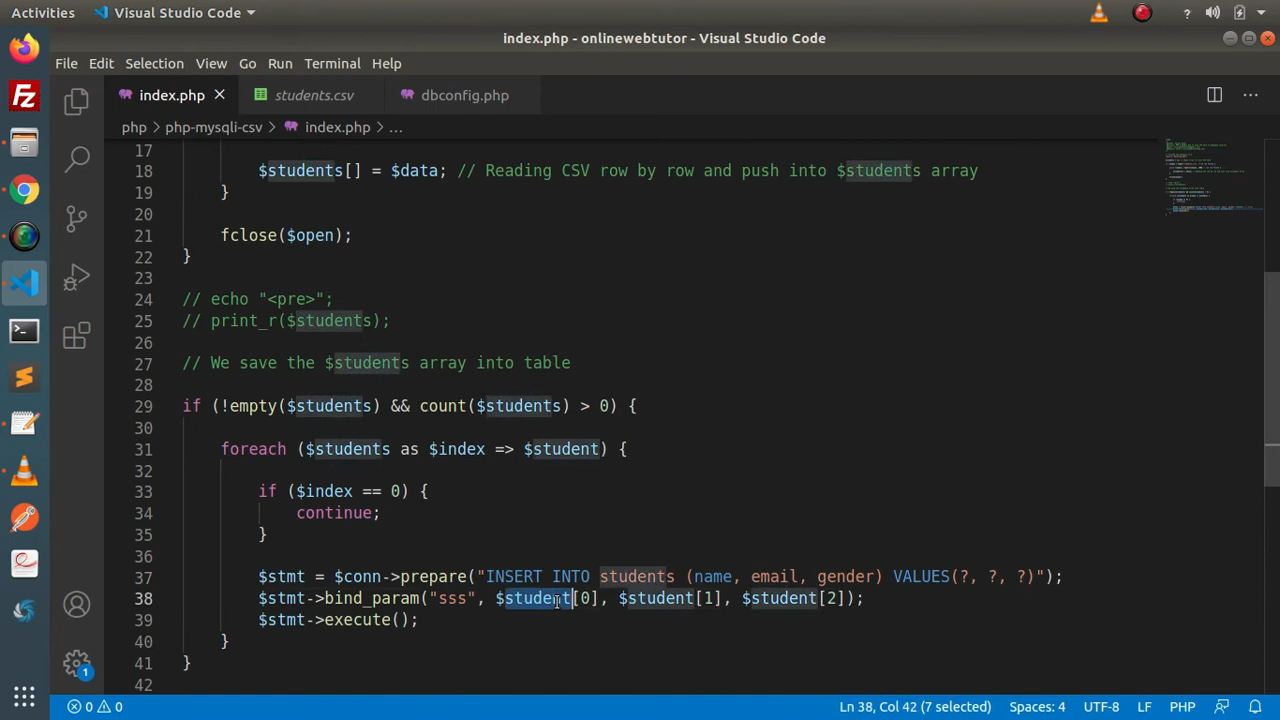 Activities Visual Studio Code ?
index.php - onlinewebtutor - Visual Studio Code
File Edit Selection View Go Run Terminal Help
index.php students.csv dbconfig.php
php > php-mysqli-csv > index.php > ...
17
18 $students[] = $data; // Reading CSV row by row and push into $students array
19 }
20
21 fclose($open);
22 }
23
24 // echo "<pre>";
25 // print_r($students);
26
27 // We save the $students array into table
28
29 if (!empty($students) && count($students) > 0) {
30
31 foreach ($students as $index => $student) {
32
33 if ($index == 0) {
34 continue;
35 }
36
37 $stmt = $conn->prepare("INSERT INTO students (name, email, gender) VALUES(?, ?, ?)");
38 $stmt->bind_param("sss", $student[0], $student[1], $student[2]);
39 $stmt->execute();
40 }
41 }
42
1
0 0 Ln 38, Col 42 (7 selected) Spaces: 4 UTF-8 LF PHP